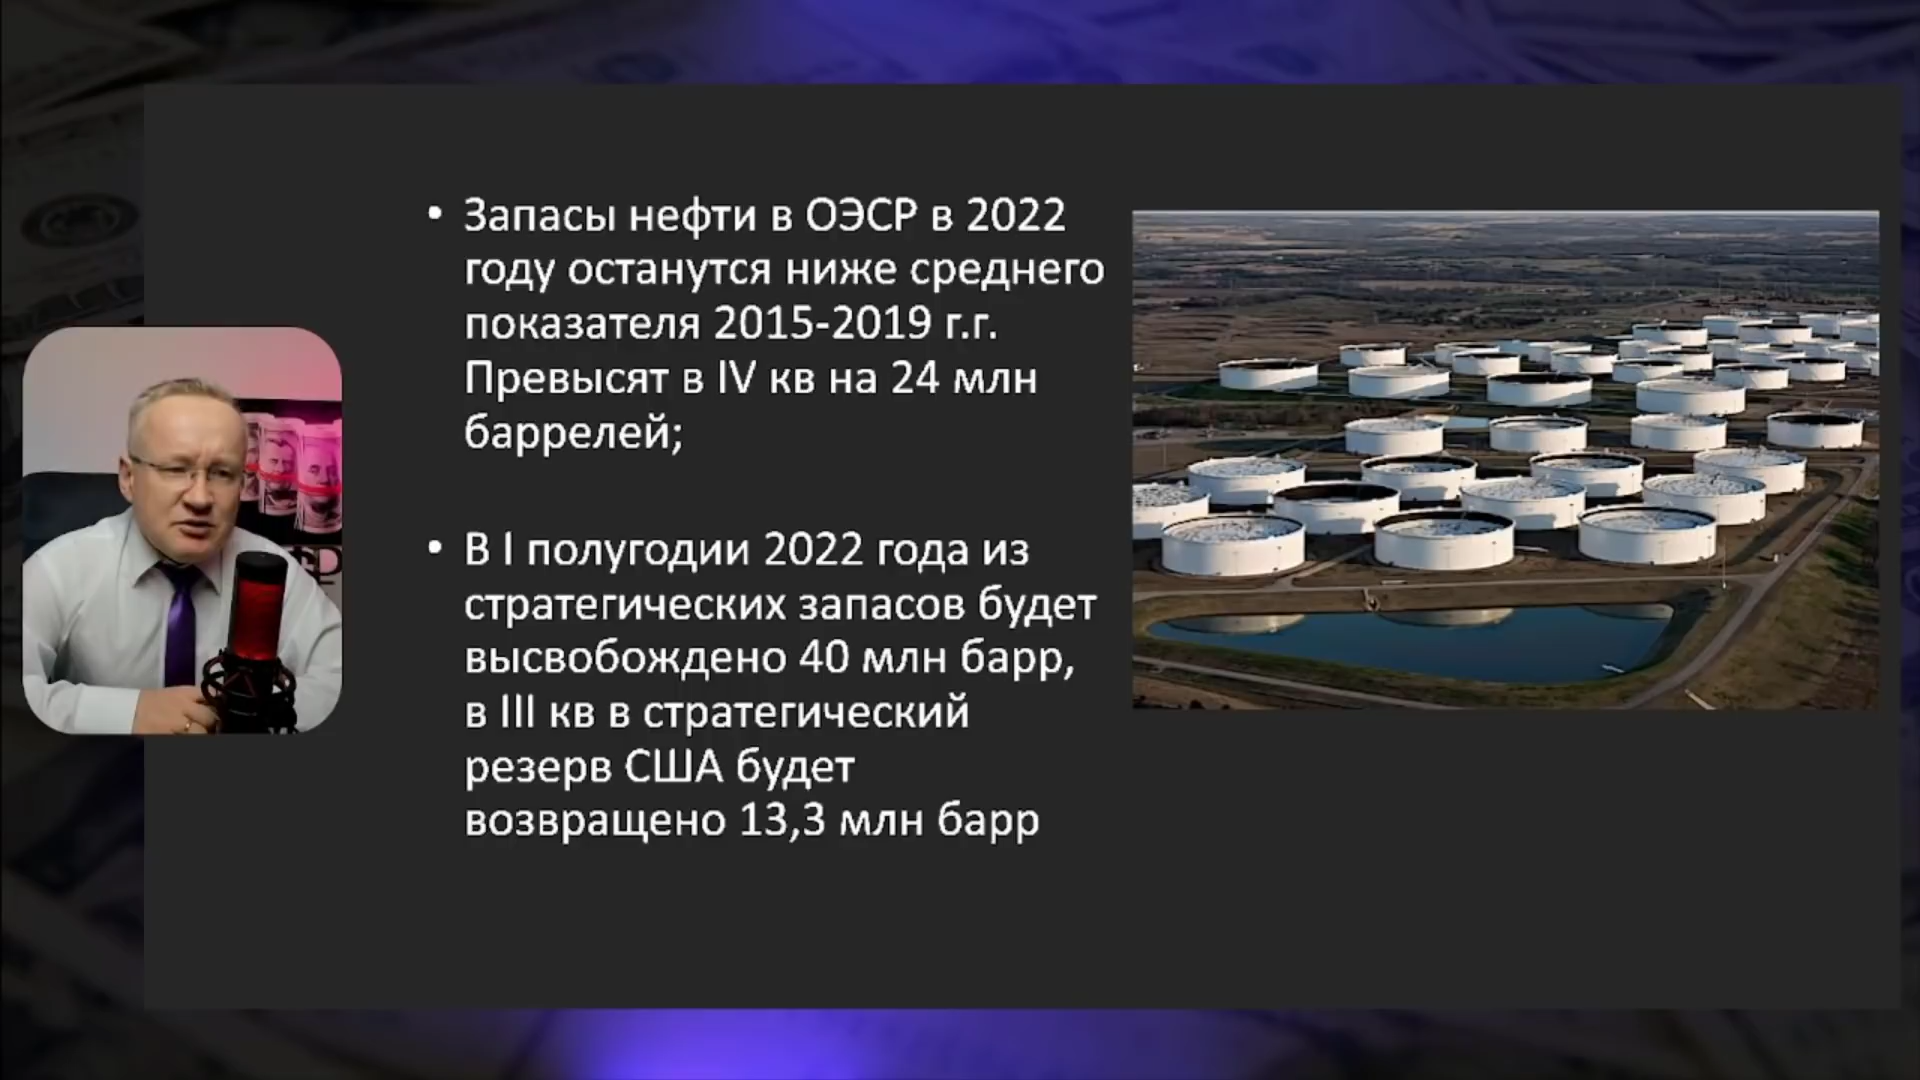 • Запасы нефти в ОЭСР в 2022
году останутся ниже среднего
показателя 2015-2019 г.г.
Превысят в IV кв на 24 млн
баррелей;
• В I полугодии 2022 года из
стратегических запасов будет
высвобождено 40 млн барр,
в III кв в стратегический
резерв США будет
возвращено 13,3 млн барр